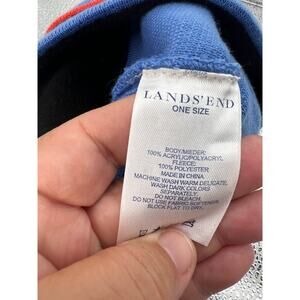 LANDS' END
ONE SIZE
BODY/MIEDER:
100% ACRYLIC/POLYACRYL
FLEECE:
100% POLYESTER
MADE IN CHINA
MACHINE WASH WARM DELICATE.
WASH DARK COLORS
SEPARATELY.
DO NOT BLEACH.
DO NOT USE FABRIC SOFTENER.
BLOCK FLAT TO DRY.